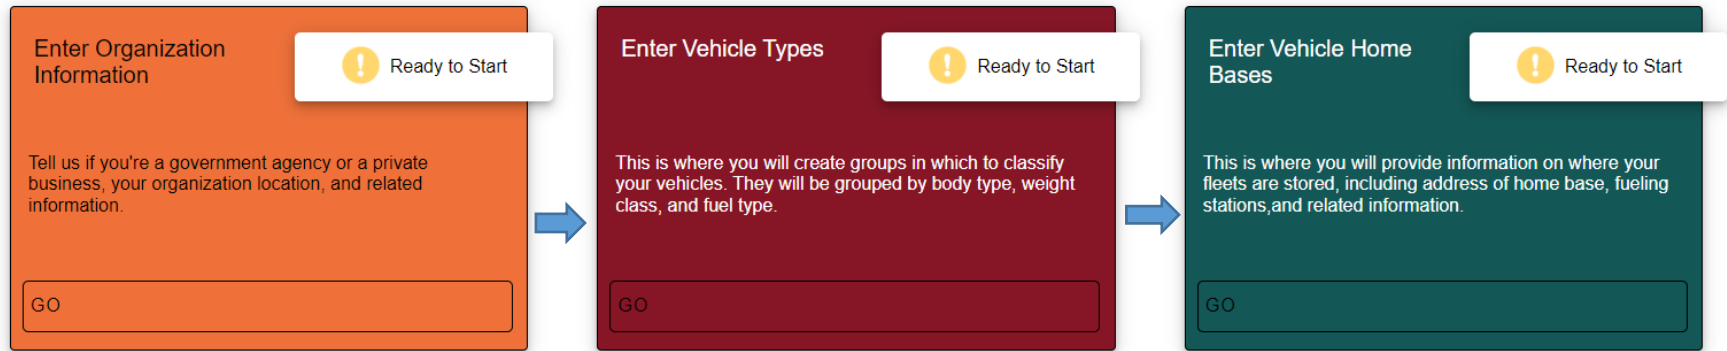 Enter Organization
Information
Ready to Start
Tell us if you're a government agency or a private
business, your organization location, and related
information.
GO
Enter Vehicle Types
Ready to Start
This is where you will create groups in which to classify
your vehicles. They will be grouped by body type, weight
class, and fuel type.
GO
Enter Vehicle Home
Bases
Ready to Start
This is where you will provide information on where your
fleets are stored, including address of home base, fueling
stations,and related information.
GO